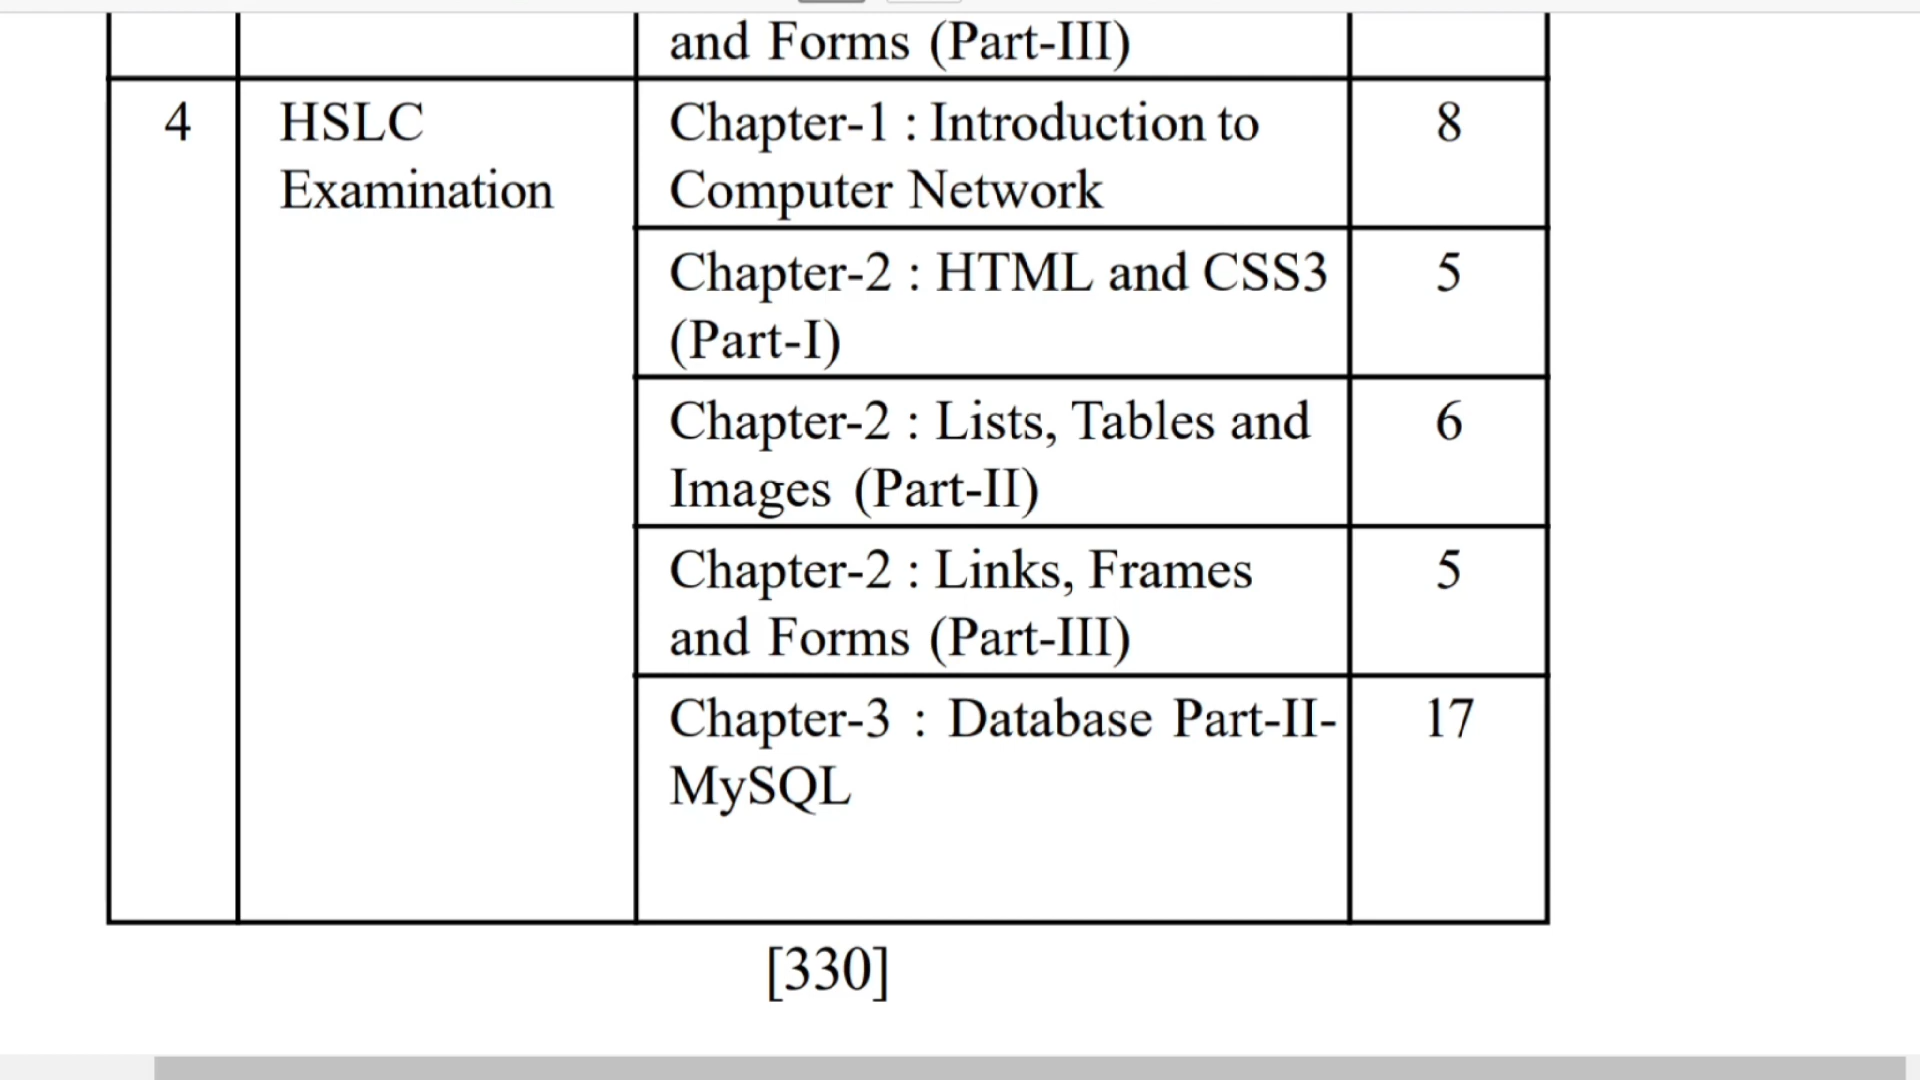 and Forms (Part-III)
4 HSLC Chapter-1 : Introduction to 8
Examination Computer Network
Chapter-2 : HTML and CSS3 5
(Part-I)
Chapter-2 : Lists, Tables and 6
Images (Part-II)
Chapter-2 : Links, Frames 5
and Forms (Part-III)
Chapter-3 : Database Part-II- 17
MySQL
[330]